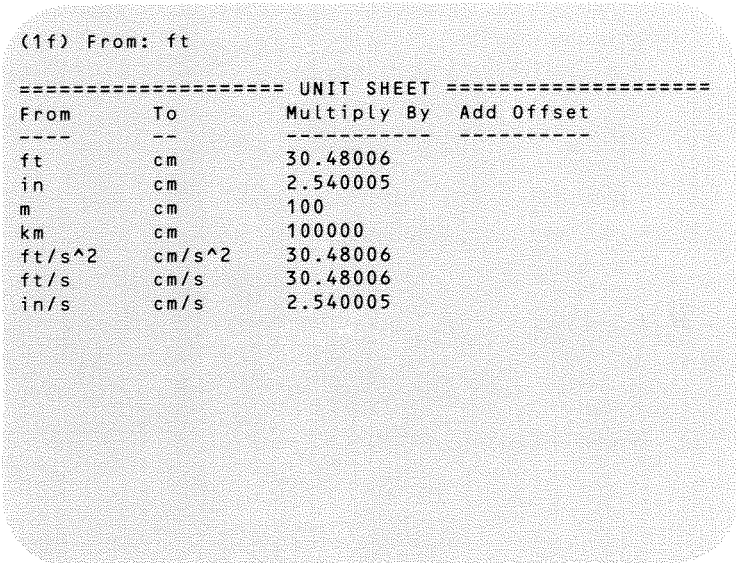 (1f) From: ft
==================== UNIT SHEET ====================
From To Multiply By Add Offset
---- -- ----------- ----------
ft cm 30.48006
in cm 2.540005
m cm 100
km cm 100000
ft/s^2 cm/s^2 30.48006
ft/s cm/s 30.48006
in/s cm/s 2.540005